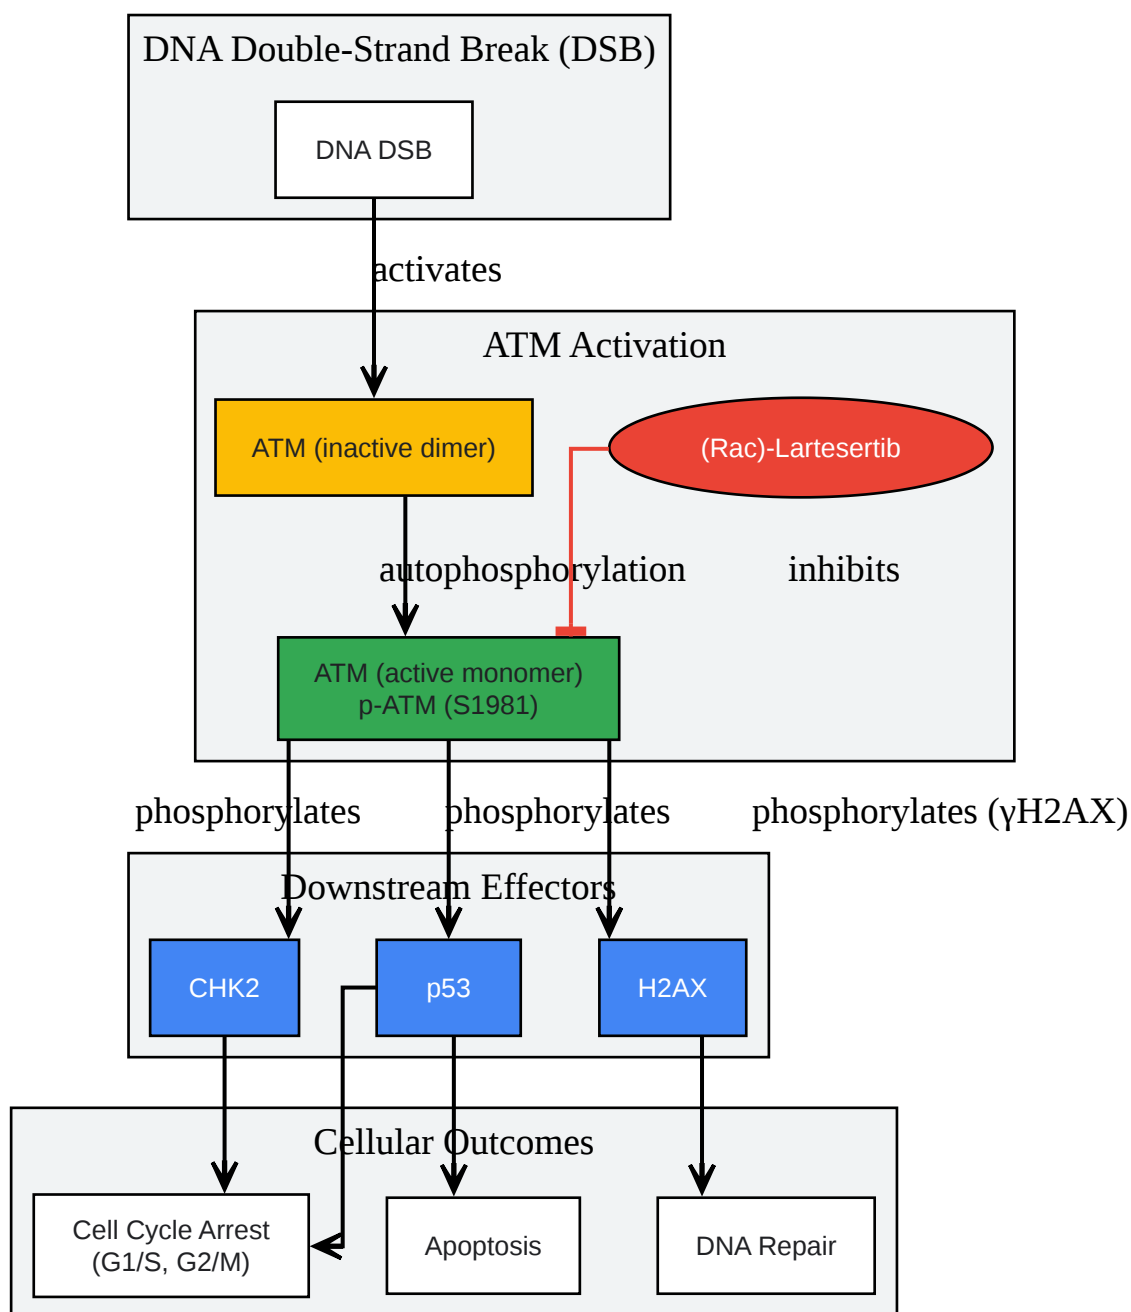 DNA Double-Strand Break (DSB)
DNA DSB
activates
ATM Activation
ATM (inactive dimer)
(Rac)-Lartesertib
autophosphorylation
inhibits
ATM (active monomer)
p-ATM (S1981)
phosphorylates
phosphorylates
phosphorylates (γH2AX)
Downstream Effectors
CHK2
p53
H2AX
Cellular Outcomes
Cell Cycle Arrest
(G1/S, G2/M)
Apoptosis
DNA Repair